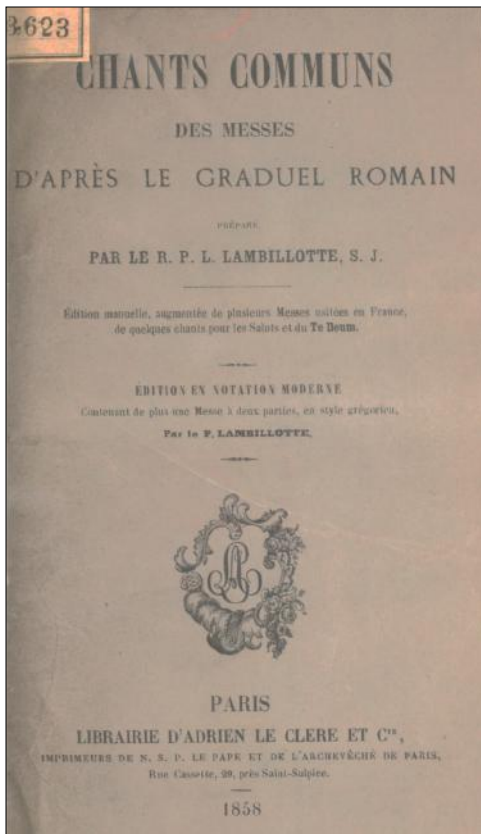 3.623
CHANTS COMMUNS
DES MESSES
D'APRÈS LE GRADUEL ROMAIN
PRÉPARÉ
PAR LE R. P. L. LAMBILLOTTE, S. J.
Édition manuelle, augmentée de plusieurs Messes usitées en France,
de quelques chants pour les Saints et du Te Deum.
ÉDITION EN NOTATION MODERNE
Contenant de plus une Messe à deux parties, en style grégorien,
Par le P. LAMBILLOTTE,
PARIS
LIBRAIRIE D'ADRIEN LE CLERE ET Cie,
IMPRIMEURS DE N. S. P. LE PAPE ET DE L'ARCHEVÊCHÉ DE PARIS,
Rue Cassette, 29, près Saint-Sulpice.
1858